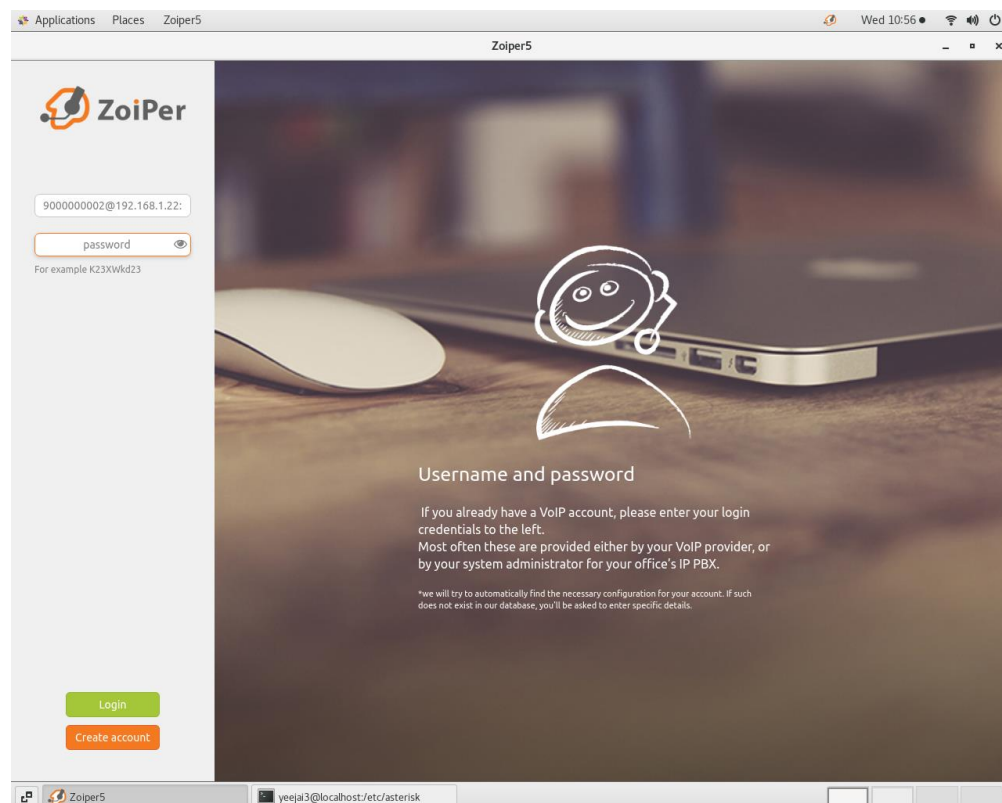 Applications Places Zoiper5 Wed 10:56
Zoiper5
ZoiPer
9000000002@192.168.1.22:
password
For example K23XWkd23
Username and password
If you already have a VoIP account, please enter your login
credentials to the left.
Most often these are provided either by your VoIP provider, or
by your system administrator for your office's IP PBX.
*we will try to automatically find the necessary configuration for your account. If such
does not exist in our database, you'll be asked to enter specific details.
Login
Create account
Zoiper5 yeejai3@localhost:/etc/asterisk